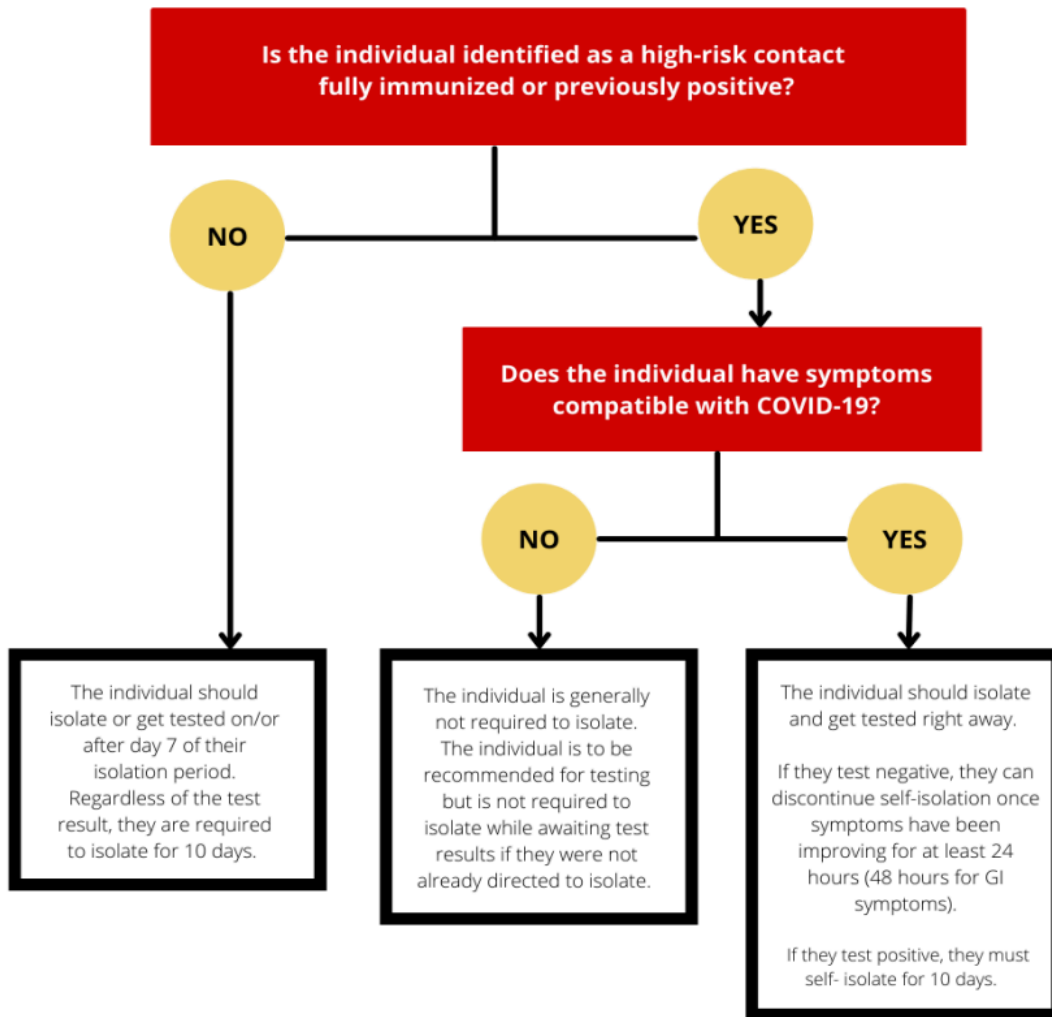 Is the individual identified as a high-risk contact
fully immunized or previously positive?
NO
YES
Does the individual have symptoms
compatible with COVID-19?
NO
YES
The individual should
isolate or get tested on/or
after day 7 of their
isolation period.
Regardless of the test
result, they are required
to isolate for 10 days.
The individual is generally
not required to isolate.
The individual is to be
recommended for testing
but is not required to
isolate while awaiting test
results if they were not
already directed to isolate.
The individual should isolate
and get tested right away.
If they test negative, they can
discontinue self-isolation once
symptoms have been
improving for at least 24
hours (48 hours for GI
symptoms).
If they test positive, they must
self- isolate for 10 days.